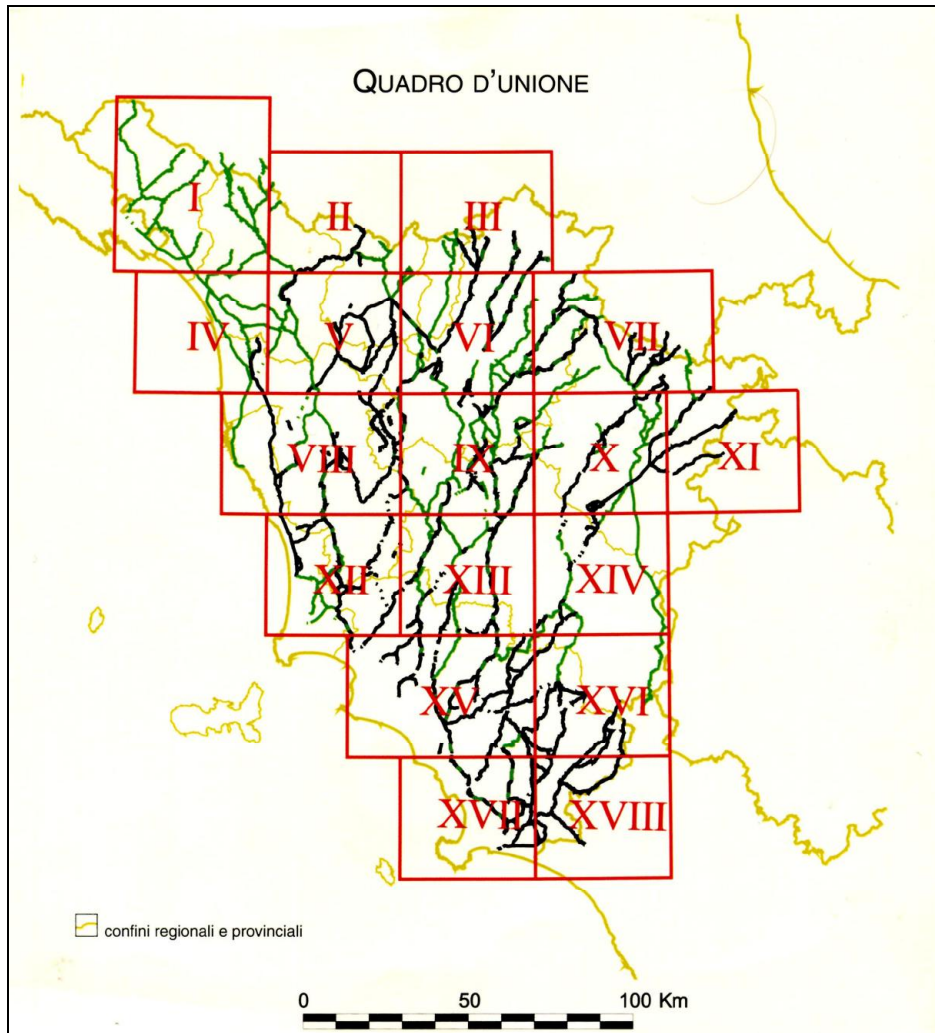 QUADRO D'UNIONE
I
II
III
IV
V
VI
VII
VIII
IX
X
XI
XII
XIII
XIV
XV
XVI
XVII
XVIII
confini regionali e provinciali
0 50 100 Km